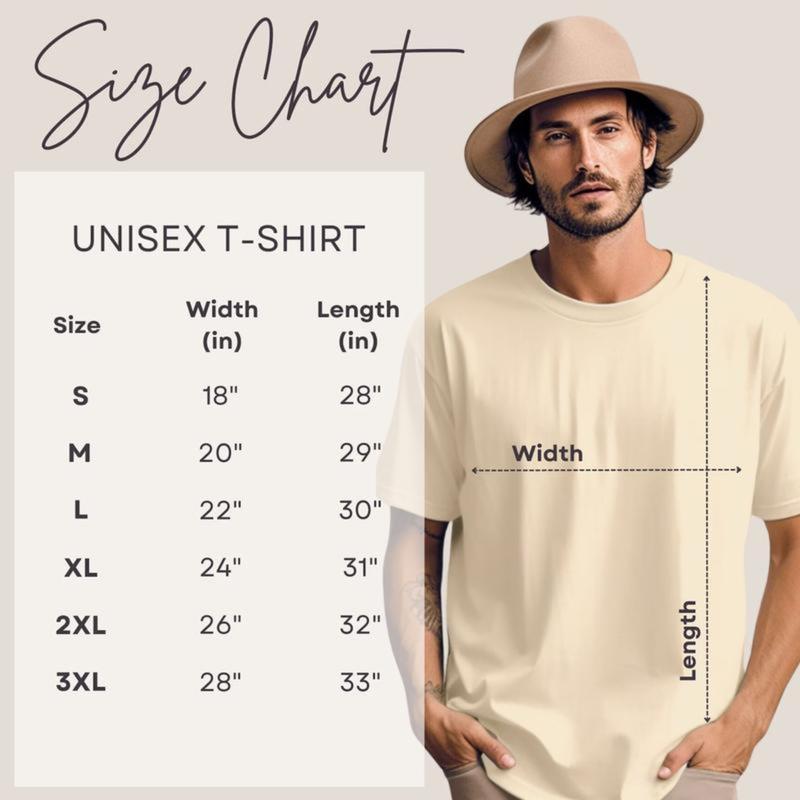 Size Chart
UNISEX T-SHIRT
Size Width (in) Length (in)
S 18" 28"
M 20" 29"
L 22" 30"
XL 24" 31"
2XL 26" 32"
3XL 28" 33"
Width
Length